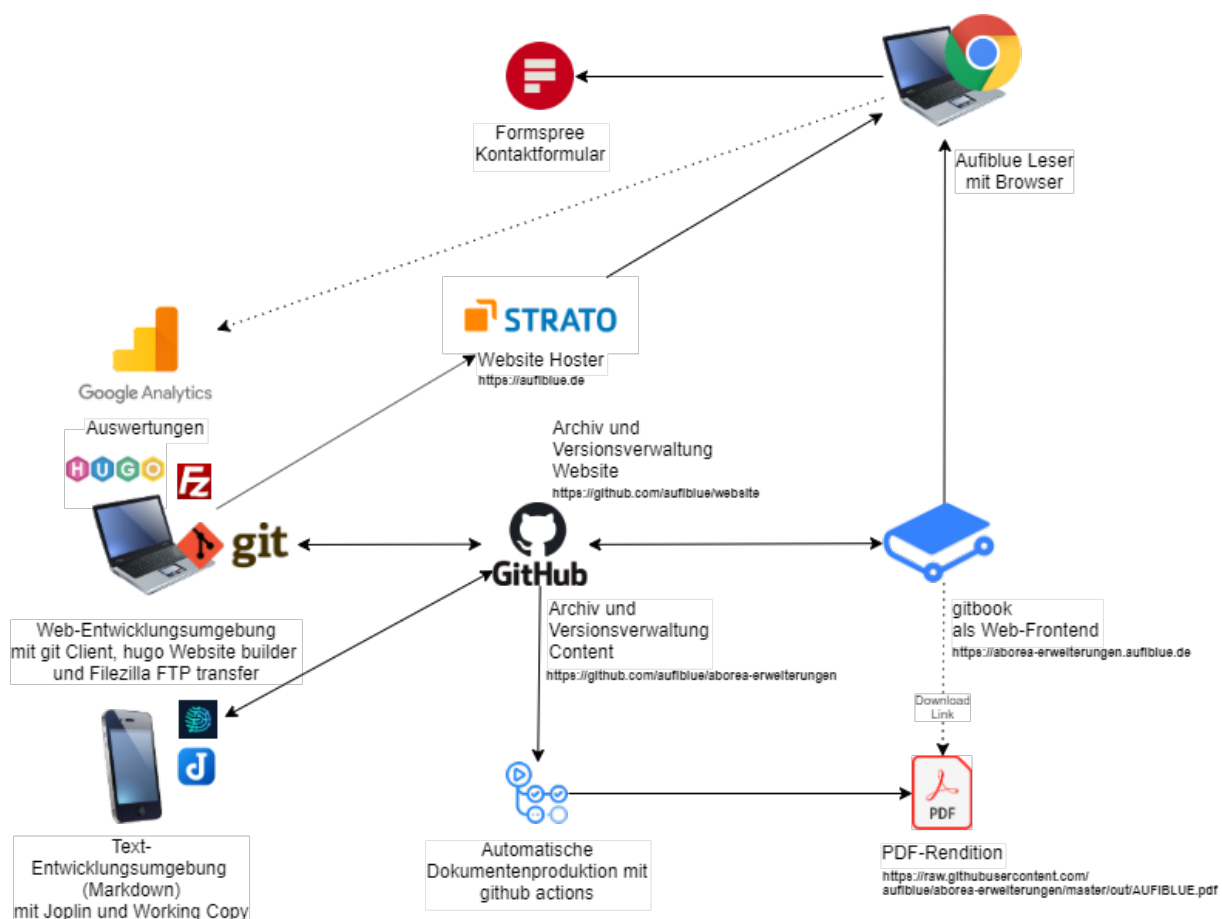 Formspree
Kontaktformular
Aufiblue Leser
mit Browser
STRATO
Website Hoster
https://aufiblue.de
Google Analytics
Auswertungen
HUGO
Fz
git
Web-Entwicklungsumgebung
mit git Client, hugo Website builder
und Filezilla FTP transfer
Archiv und
Versionsverwaltung
Website
https://github.com/aufiblue/website
GitHub
Archiv und
Versionsverwaltung
Content
https://github.com/aufiblue/aborea-erweiterungen
gitbook
als Web-Frontend
https://aborea-erweiterungen.aufiblue.de
Download
Link
J
Text-
Entwicklungsumgebung
(Markdown)
mit Joplin und Working Copy
Automatische
Dokumentenproduktion mit
github actions
PDF
PDF-Rendition
https://raw.githubusercontent.com/
aufiblue/aborea-erweiterungen/master/out/AUFIBLUE.pdf